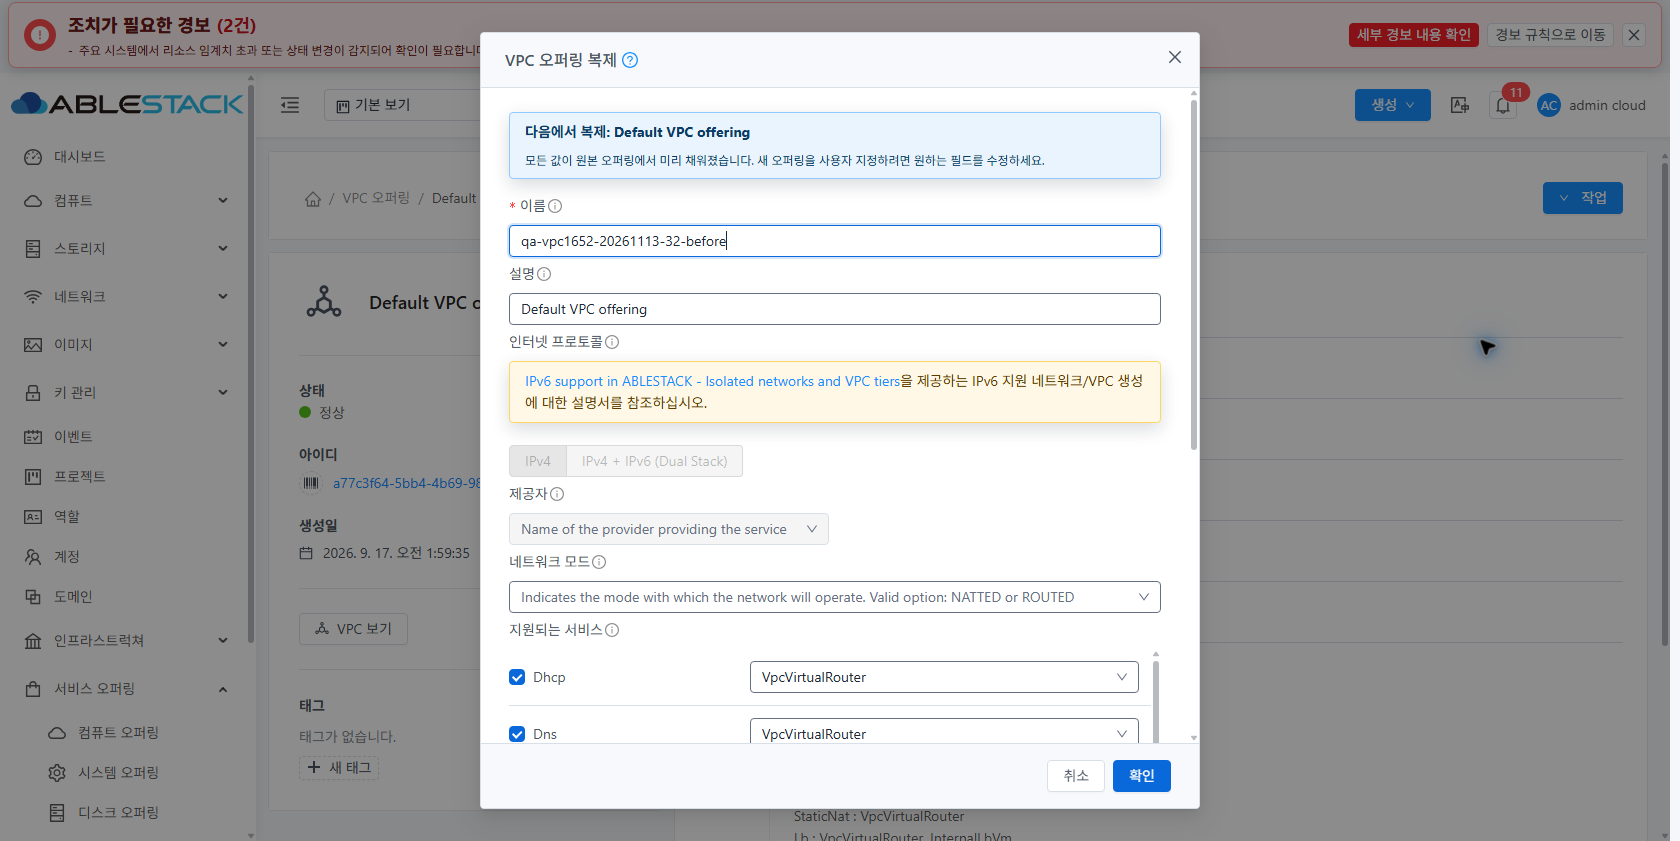 조치가 필요한 경보 (2건)
- 주요 시스템에서 리소스 임계치 초과 또는 상태 변경이 감지되어 확인이 필요합니다
세부 경보 내용 확인
경보 규칙으로 이동
ABLESTACK
기본 보기
생성
11
AC
admin cloud
대시보드
컴퓨트
스토리지
네트워크
이미지
키 관리
이벤트
프로젝트
역할
계정
도메인
인프라스트럭쳐
서비스 오퍼링
컴퓨트 오퍼링
시스템 오퍼링
디스크 오퍼링
/ VPC 오퍼링 / Default
작업
Default VPC
상태
정상
아이디
a77c3f64-5bb4-4b69-98
생성일
2026. 9. 17. 오전 1:59:35
VPC 보기
태그
태그가 없습니다.
새 태그
VPC 오퍼링 복제
다음에서 복제: Default VPC offering
모든 값이 원본 오퍼링에서 미리 채워졌습니다. 새 오퍼링을 사용자 지정하려면 원하는 필드를 수정하세요.
* 이름
qa-vpc1652-20261113-32-before
설명
Default VPC offering
인터넷 프로토콜
IPv6 support in ABLESTACK - Isolated networks and VPC tiers을 제공하는 IPv6 지원 네트워크/VPC 생성
에 대한 설명서를 참조하십시오.
IPv4
IPv4 + IPv6 (Dual Stack)
제공자
Name of the provider providing the service
네트워크 모드
Indicates the mode with which the network will operate. Valid option: NATTED or ROUTED
지원되는 서비스
Dhcp
VpcVirtualRouter
Dns
VpcVirtualRouter
취소
확인
StaticNat : VpcVirtualRouter
Lb : VpcVirtualRouter, InternalLbVm